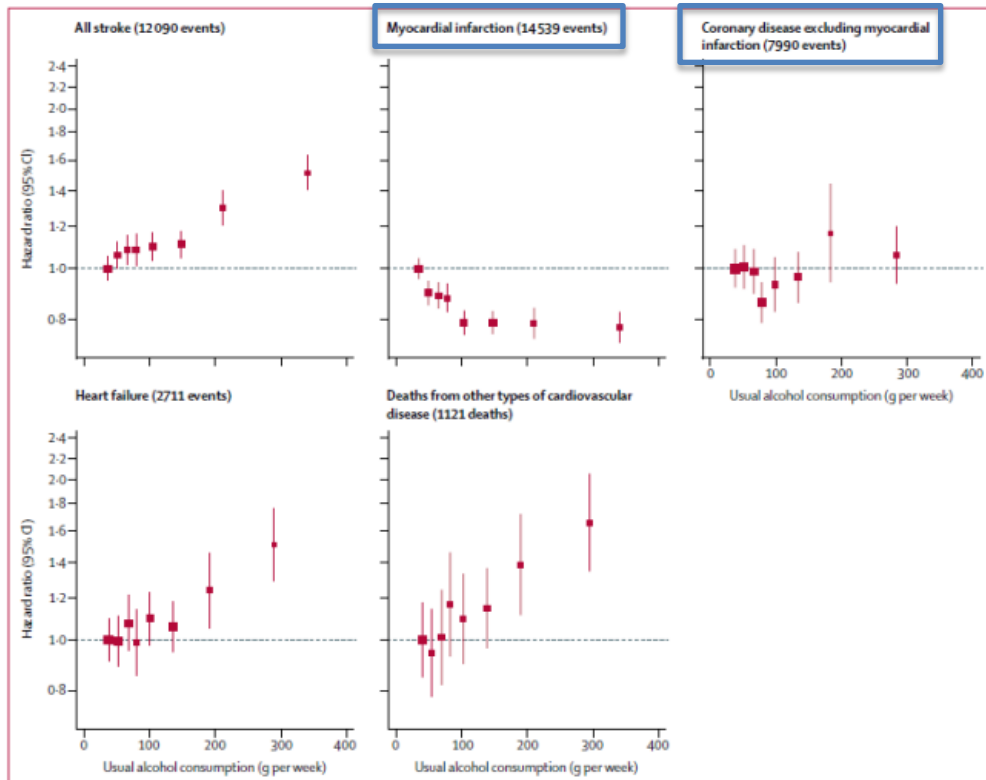 All stroke (12 090 events)
Myocardial infarction (14 539 events)
Coronary disease excluding myocardial
infarction (7990 events)
Hazard ratio (95% CI)
2·4
2·2
2·0
1·8
1·6
1·4
1·2
1·0
0·8
0 100 200 300 400
Usual alcohol consumption (g per week)
Heart failure (2711 events)
Deaths from other types of cardiovascular
disease (1121 deaths)
Hazard ratio (95% CI)
2·4
2·2
2·0
1·8
1·6
1·4
1·2
1·0
0·8
0 100 200 300 400
Usual alcohol consumption (g per week)
0 100 200 300 400
Usual alcohol consumption (g per week)